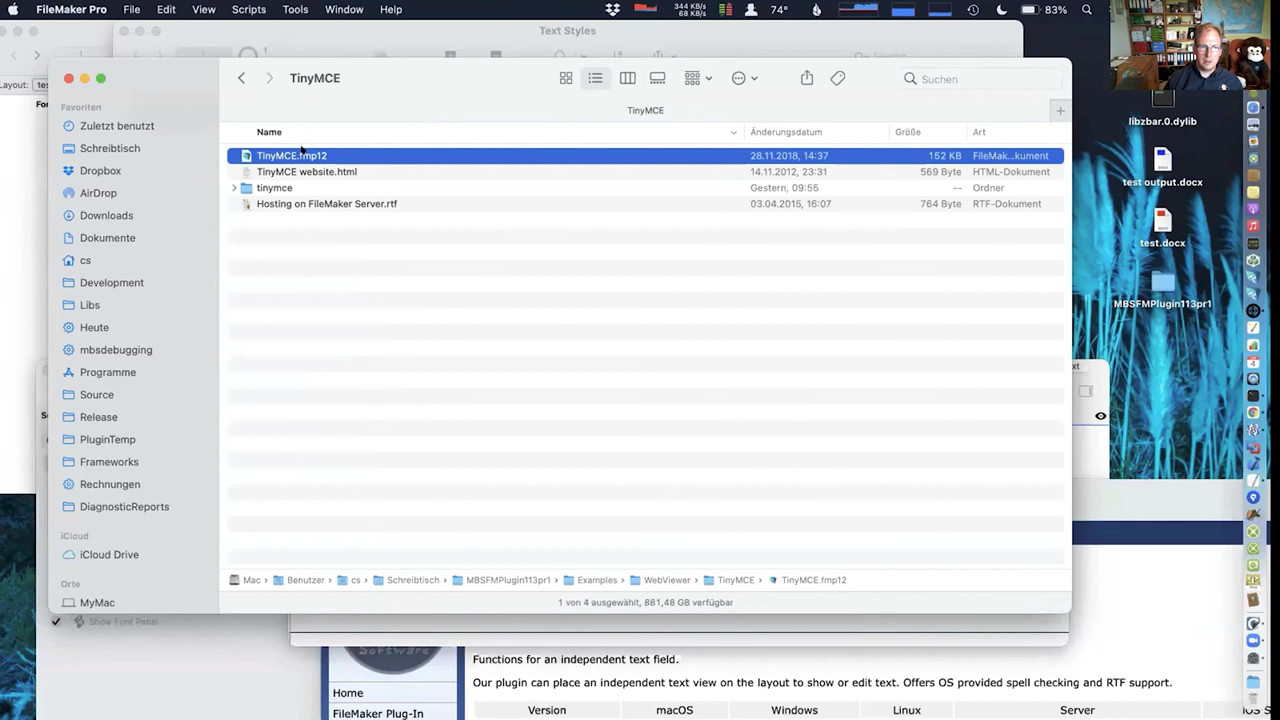 FileMaker Pro File Edit View Scripts Tools Window Help 344 KB/s 68 KB/s 74° 83%
Text Styles
TinyMCE Suchen
Layout:
Favoriten
TinyMCE
Zuletzt benutzt
Name Änderungsdatum Größe Art
Schreibtisch
TinyMCE.fmp12 28.11.2018, 14:37 152 KB FileMak...kument
Dropbox
TinyMCE website.html 14.11.2012, 23:31 569 Byte HTML-Dokument
AirDrop
tinymce Gestern, 09:55 -- Ordner
Downloads
Hosting on FileMaker Server.rtf 03.04.2015, 16:07 764 Byte RTF-Dokument
Dokumente
cs
Development
Libs
Heute
mbsdebugging
Programme
Source
Release
PluginTemp
Frameworks
Rechnungen
DiagnosticReports
iCloud
iCloud Drive
Orte
MyMac
Mac › Benutzer › cs › Schreibtisch › MBSFMPlugin113pr1 › Examples › WebViewer › TinyMCE › TinyMCE.fmp12
1 von 4 ausgewählt, 881,48 GB verfügbar
libzbar.0.dylib
test output.docx
test.docx
MBSFMPlugin113pr1
Show Font Panel
Software
Home
FileMaker Plug-In
Functions for an independent text field.
Our plugin can place an independent text view on the layout to show or edit text. Offers OS provided spell checking and RTF support.
Version macOS Windows Linux Server iOS S